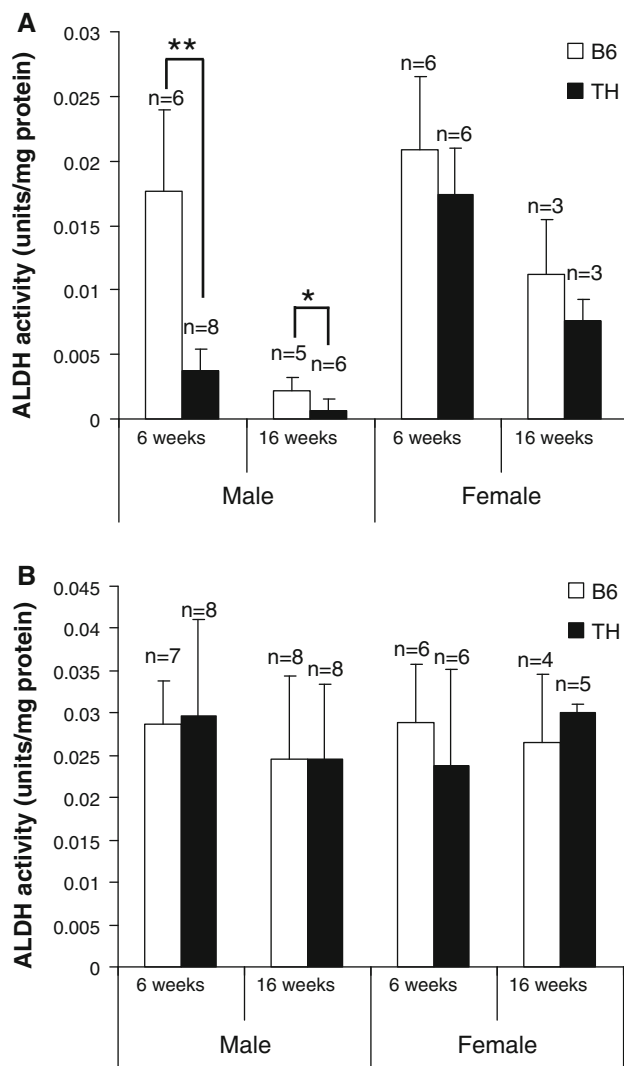 A
ALDH activity (units/mg protein)
0.03
0.025
0.02
0.015
0.01
0.005
0
B6
TH
**
n=6
n=8
*
n=5
n=6
n=6
n=6
n=3
n=3
6 weeks
16 weeks
6 weeks
16 weeks
Male
Female
B
ALDH activity (units/mg protein)
0.045
0.04
0.035
0.03
0.025
0.02
0.015
0.01
0.005
0
B6
TH
n=7
n=8
n=8
n=8
n=6
n=6
n=4
n=5
6 weeks
16 weeks
6 weeks
16 weeks
Male
Female